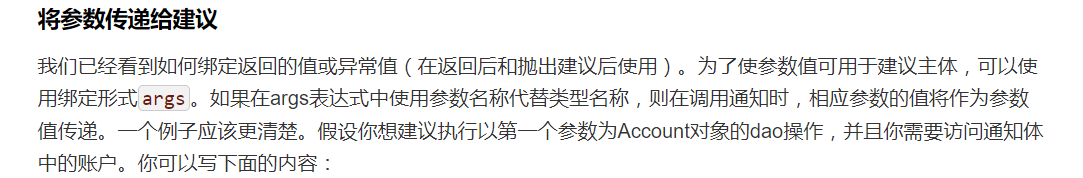 将参数传递给建议
我们已经看到如何绑定返回的值或异常值（在返回后和抛出建议后使用）。为了使参数值可用于建议主体，可以使
用绑定形式args。如果在args表达式中使用参数名称代替类型名称，则在调用通知时，相应参数的值将作为参数
值传递。一个例子应该更清楚。假设你想建议执行以第一个参数为Account对象的dao操作，并且你需要访问通知体
中的账户。你可以写下面的内容：